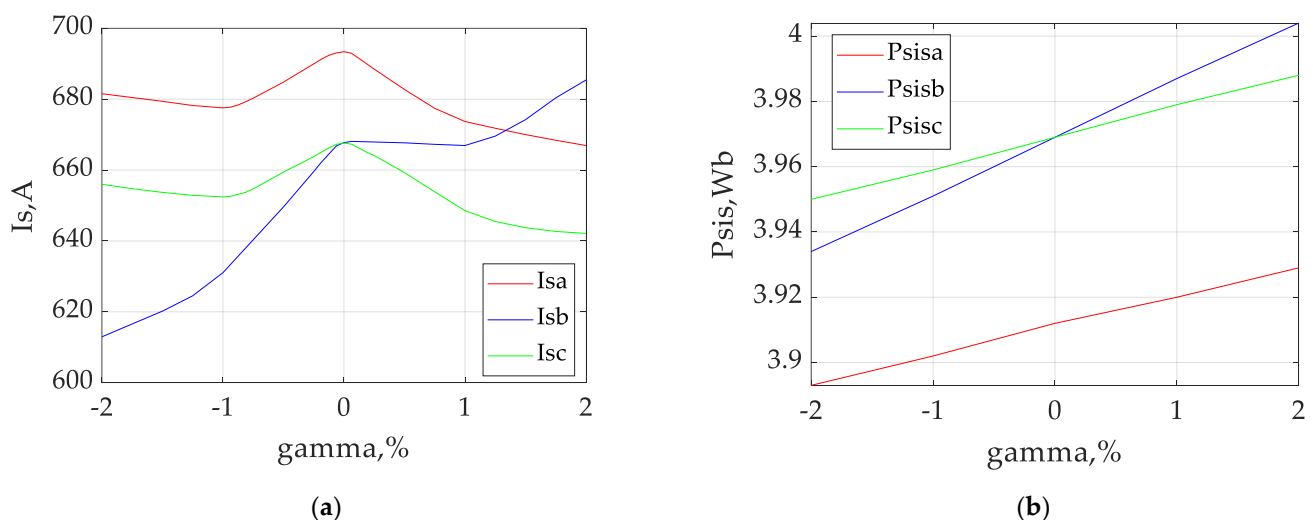 700
680
660
640
620
600
Is,A
-2 -1 0 1 2
gamma,%
Isa
Isb
Isc
(a)
4
3.98
3.96
3.94
3.92
3.9
Psis,Wb
-2 -1 0 1 2
gamma,%
Psisa
Psisb
Psisc
(b)